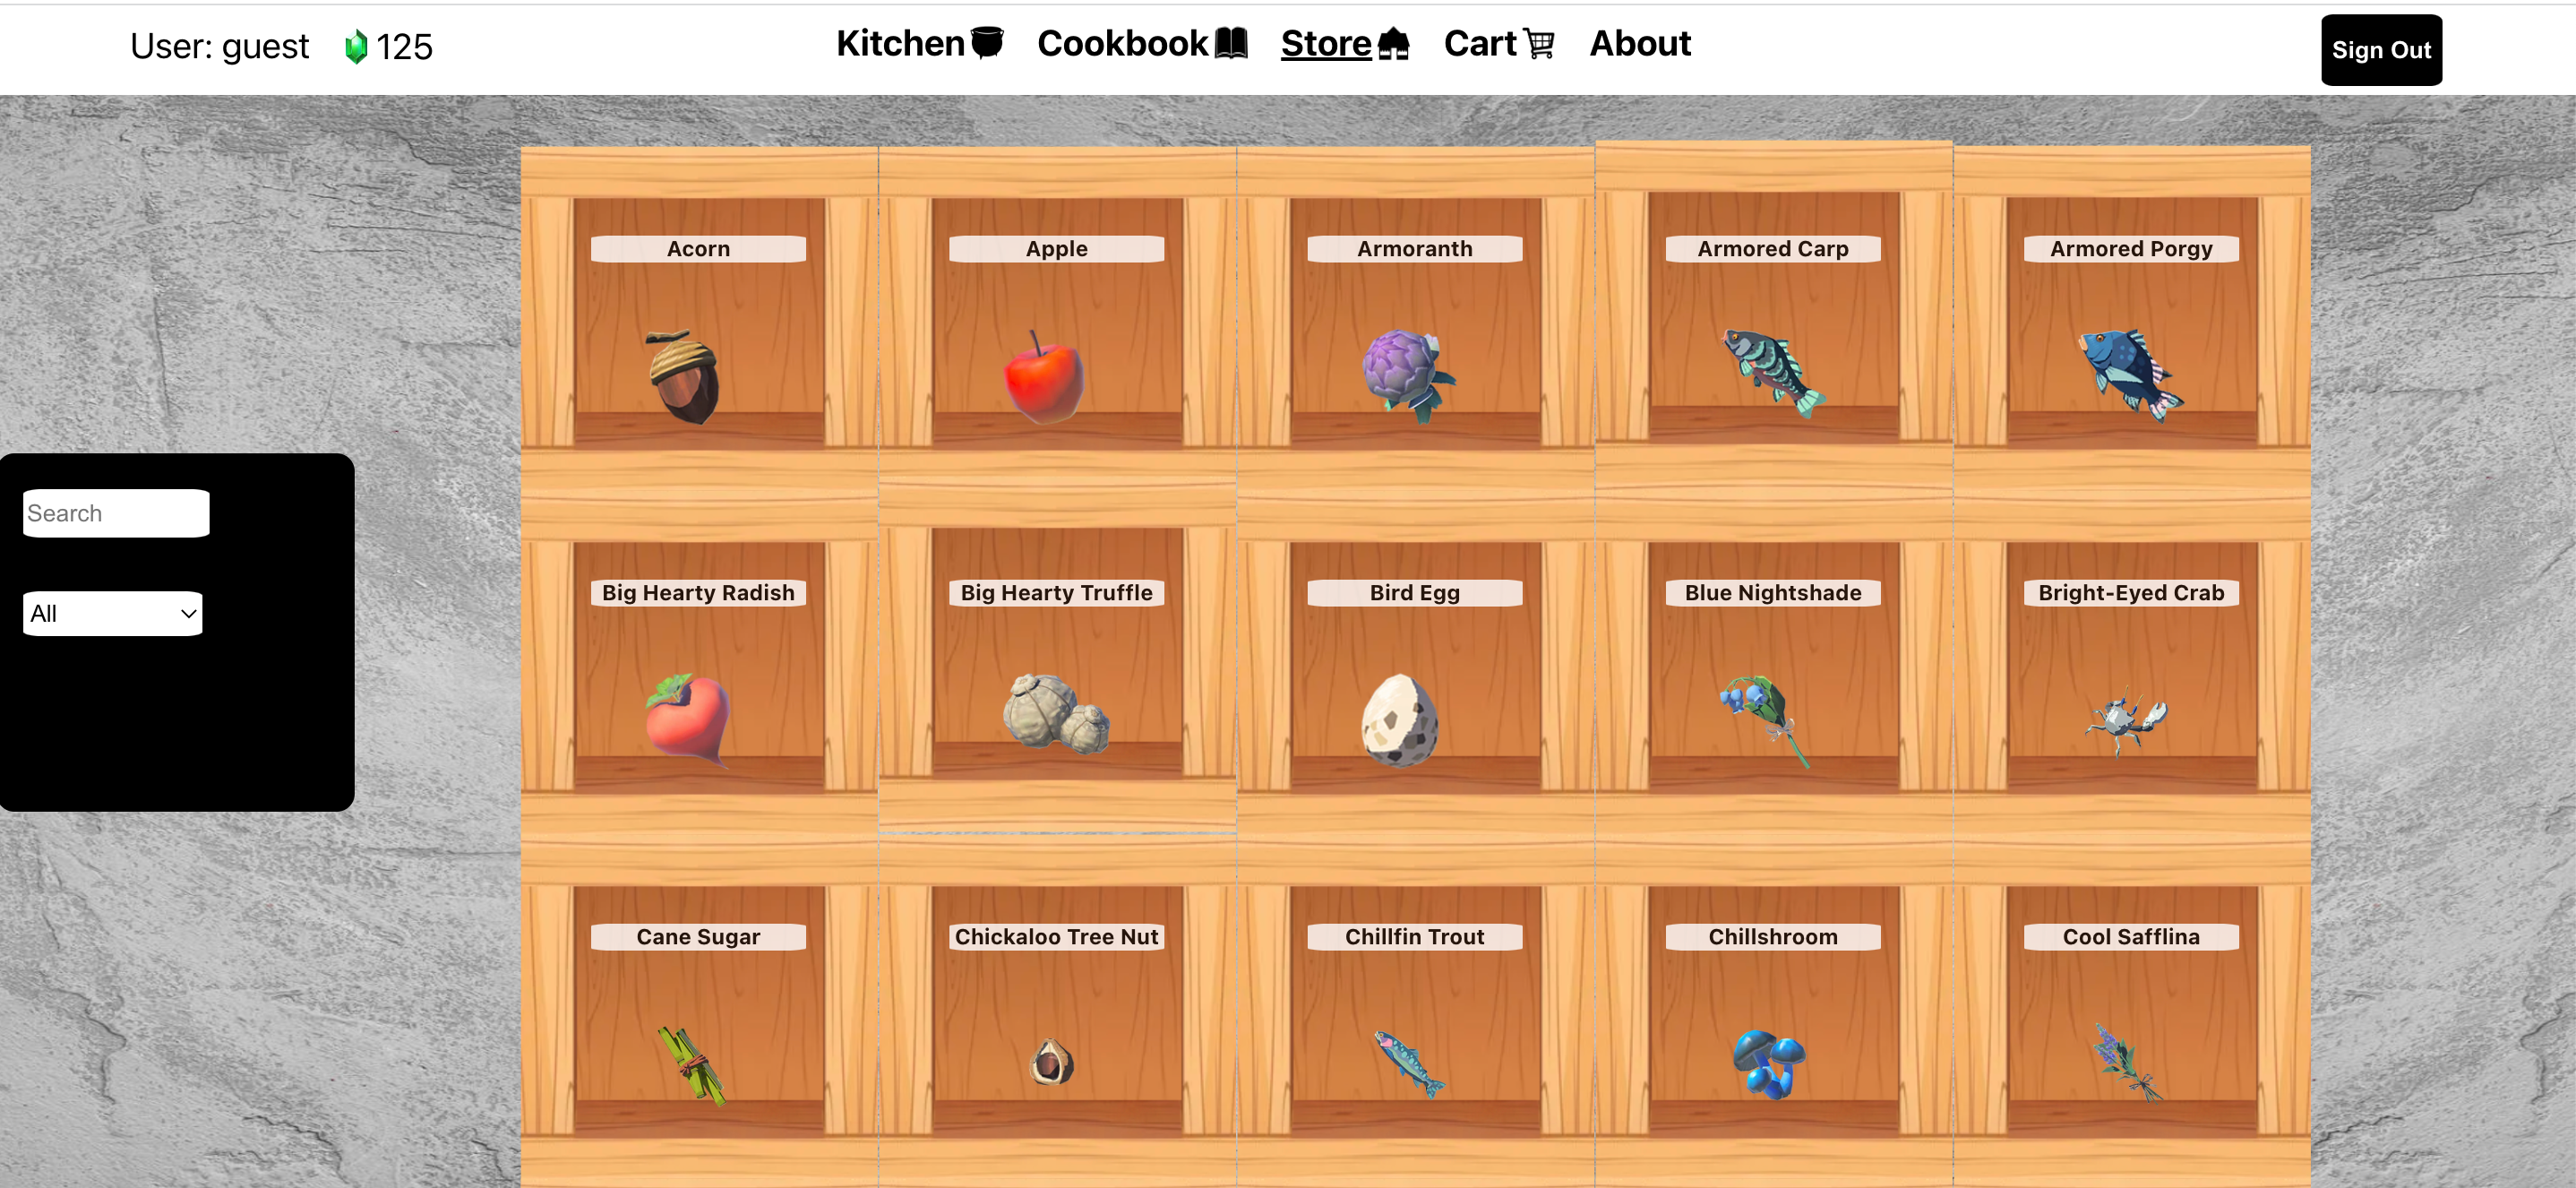 User: guest 125 Kitchen Cookbook Store Cart About Sign Out
Acorn Apple Armoranth Armored Carp Armored Porgy
Search
All
Big Hearty Radish Big Hearty Truffle Bird Egg Blue Nightshade Bright-Eyed Crab
Cane Sugar Chickaloo Tree Nut Chillfin Trout Chillshroom Cool Safflina